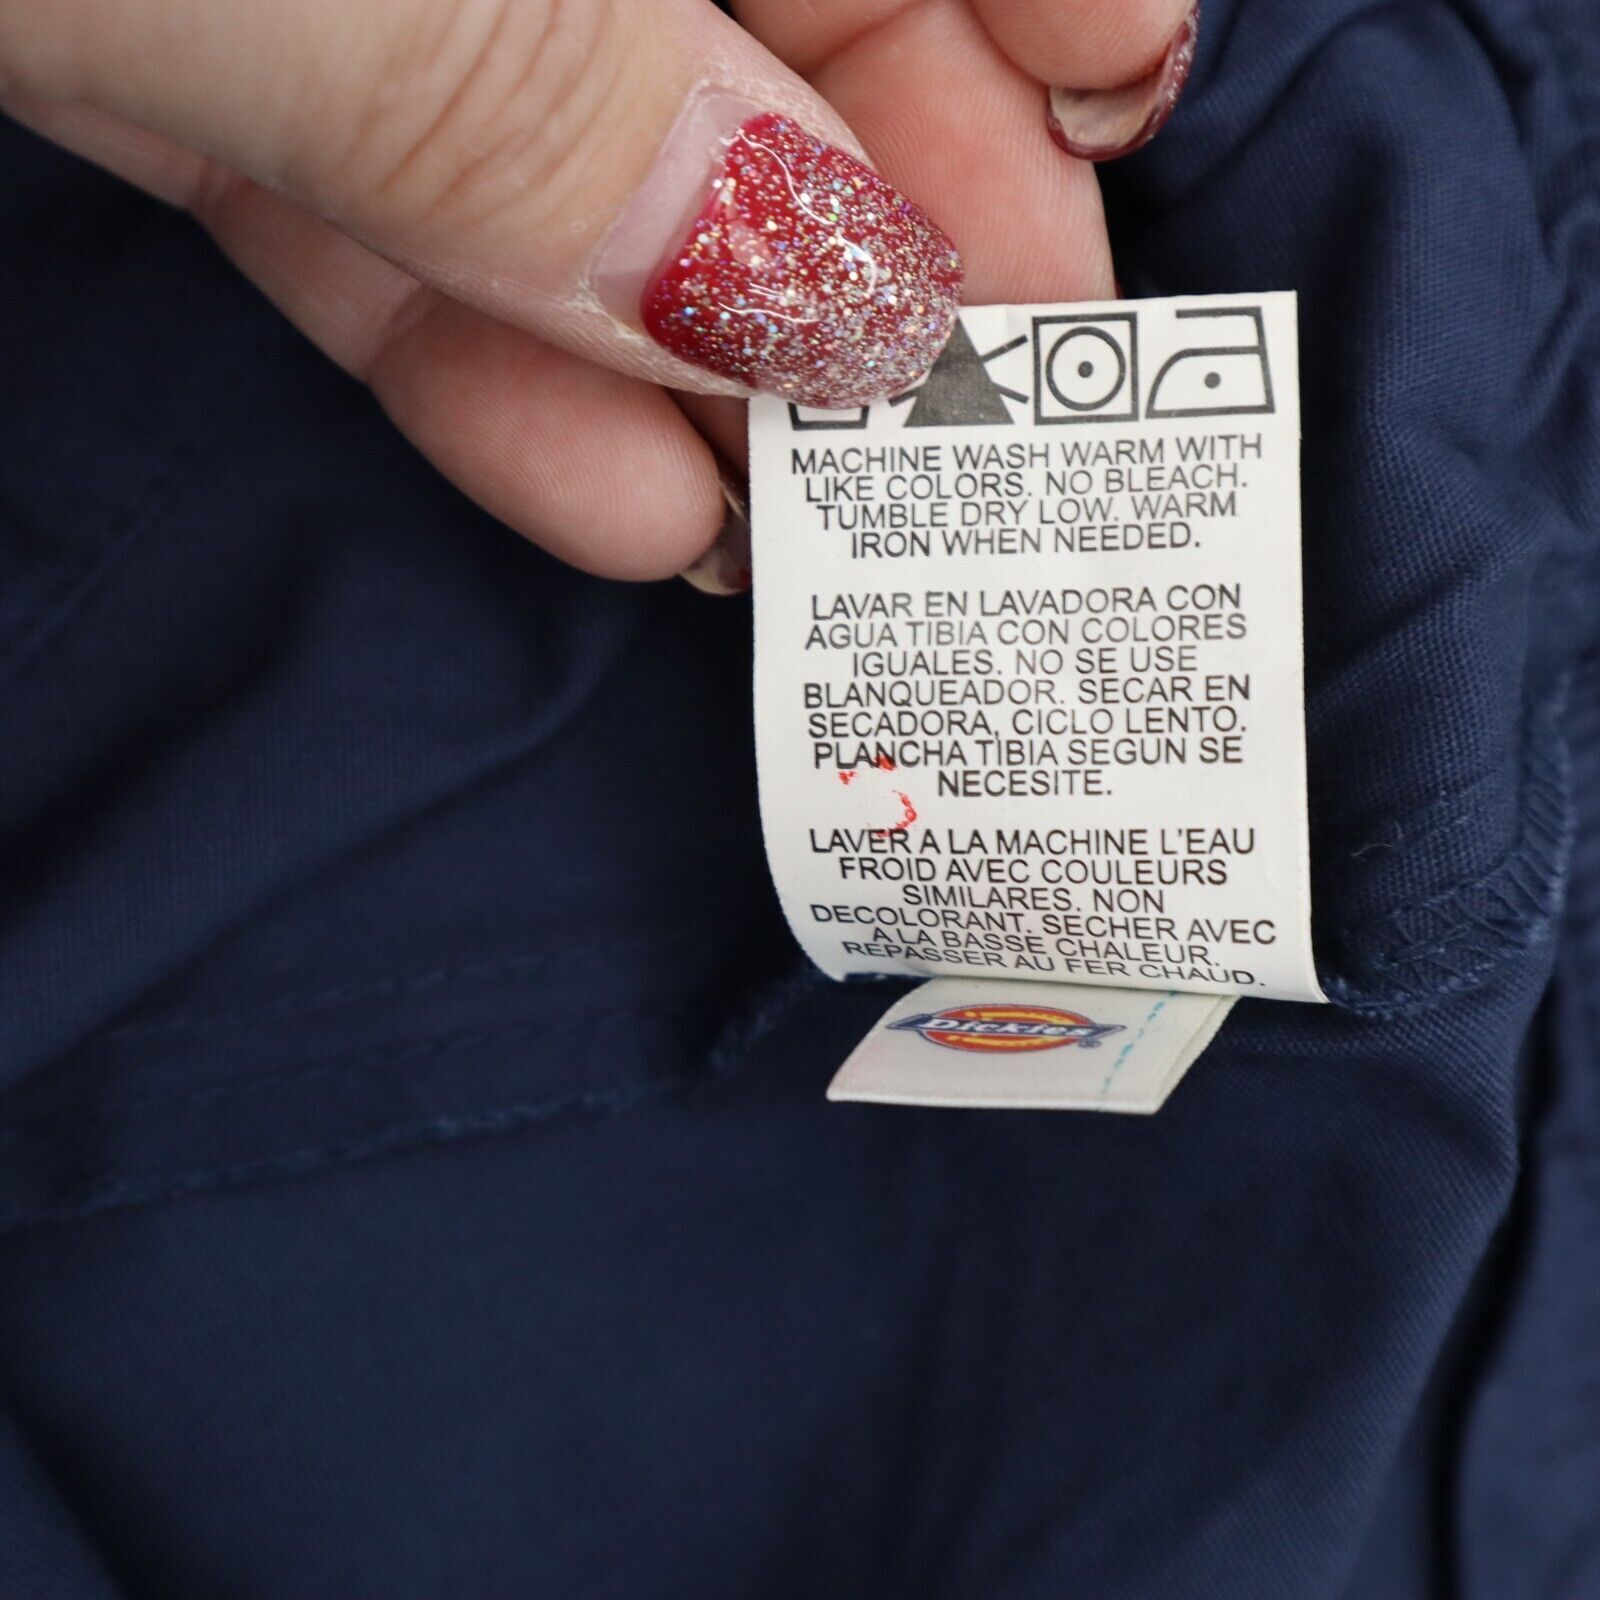 MACHINE WASH WARM WITH
LIKE COLORS. NO BLEACH.
TUMBLE DRY LOW. WARM
IRON WHEN NEEDED.
LAVAR EN LAVADORA CON
AGUA TIBIA CON COLORES
IGUALES. NO SE USE
BLANQUEADOR. SECAR EN
SECADORA, CICLO LENTO.
PLANCHA TIBIA SEGUN SE
NECESITE.
LAVER A LA MACHINE L'EAU
FROID AVEC COULEURS
SIMILARES. NON
DECOLORANT. SECHER AVEC
A LA BASSE CHALEUR.
REPASSER AU FER CHAUD.
Dickies®